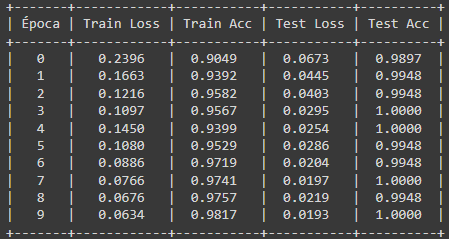 +-------+------------+-----------+-----------+----------+
| Época | Train Loss | Train Acc | Test Loss | Test Acc |
+-------+------------+-----------+-----------+----------+
| 0 | 0.2396 | 0.9049 | 0.0673 | 0.9897 |
| 1 | 0.1663 | 0.9392 | 0.0445 | 0.9948 |
| 2 | 0.1216 | 0.9582 | 0.0403 | 0.9948 |
| 3 | 0.1097 | 0.9567 | 0.0295 | 1.0000 |
| 4 | 0.1450 | 0.9399 | 0.0254 | 1.0000 |
| 5 | 0.1080 | 0.9529 | 0.0286 | 0.9948 |
| 6 | 0.0886 | 0.9719 | 0.0204 | 0.9948 |
| 7 | 0.0766 | 0.9741 | 0.0197 | 1.0000 |
| 8 | 0.0676 | 0.9757 | 0.0219 | 0.9948 |
| 9 | 0.0634 | 0.9817 | 0.0193 | 1.0000 |
+-------+------------+-----------+-----------+----------+